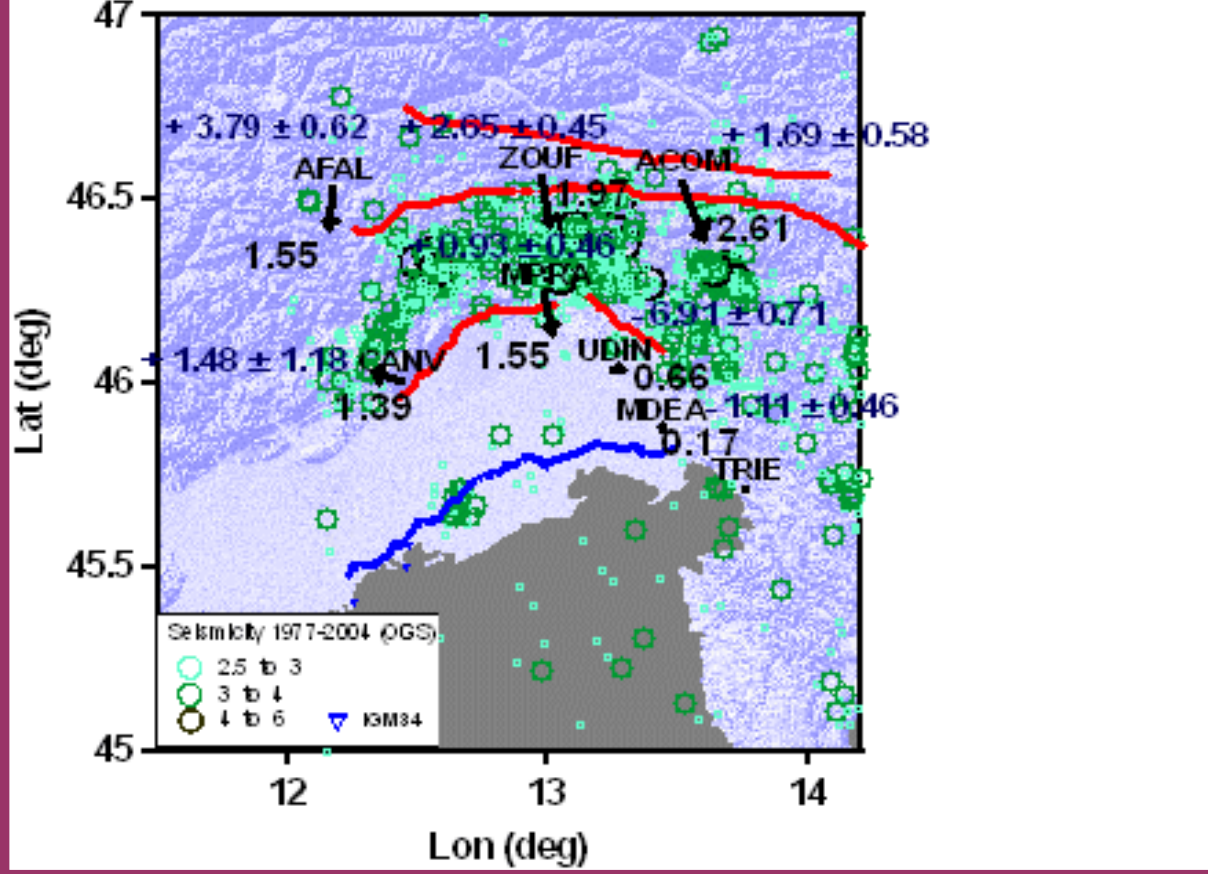 47
+ 3.79 ± 0.62
+ 2.65 ± 0.45
+ 1.69 ± 0.58
AFAL
ZOUF
ACOM
46.5
1.97
2.61
1.55
+ 0.93 ± 0.46
MPRA
-6.91 ± 0.71
+ 1.48 ± 1.18
CANV
1.55
UDIN
46
0.66
1.39
MDEA
- 1.11 ± 0.46
0.17
TRIE
Lat (deg)
45.5
Seismicity 1977-2004 (OGS)
2.5 to 3
3 to 4
4 to 6
IGM84
45
12
13
14
Lon (deg)